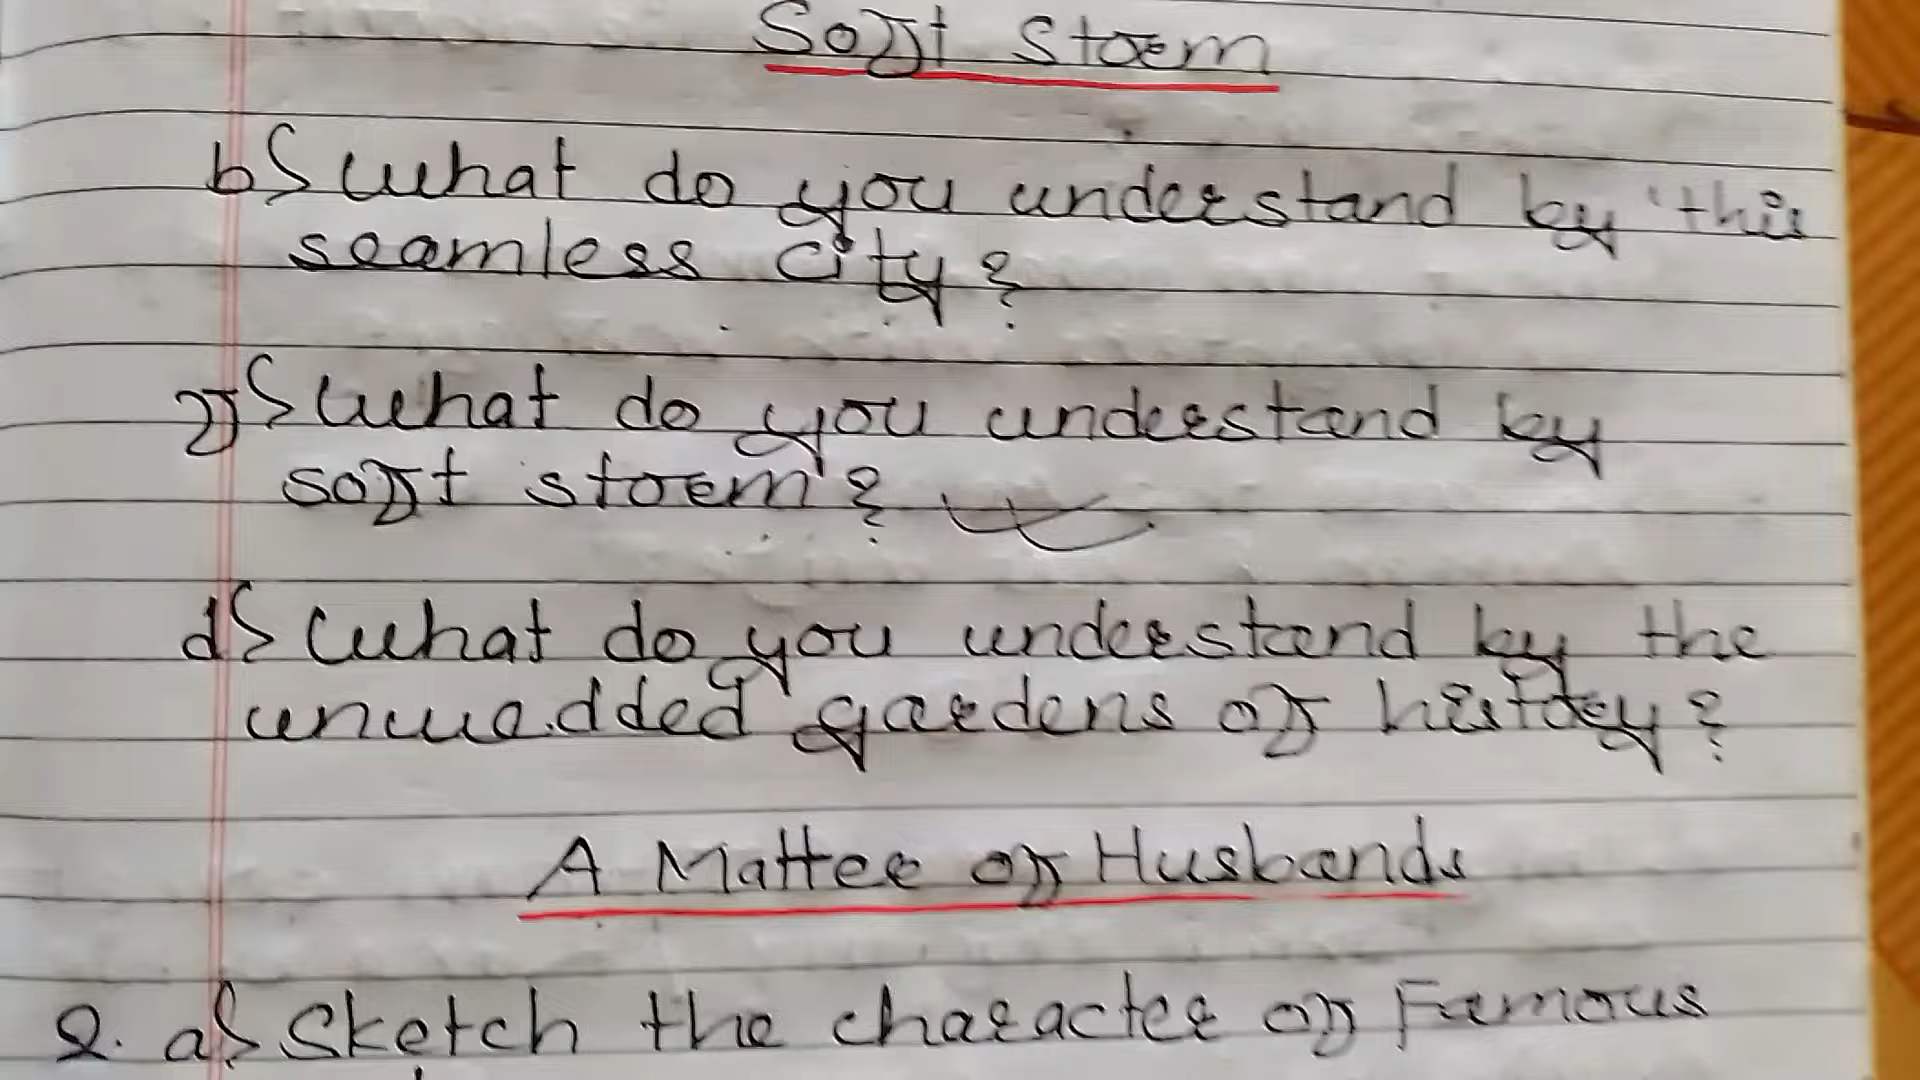 Soft Storm
b) What do you understand by 'this
seamless city?
f) What do you understand by
soft storm'?
d) What do you understand by the
unwedded gardens of history?
A Matter of Husbands
2. a) Sketch the character of Famous